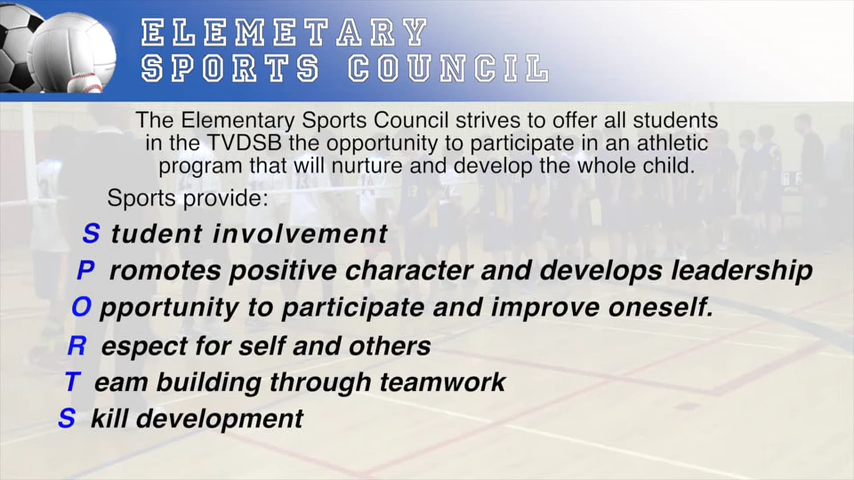 ELEMETARY
SPORTS COUNCIL
The Elementary Sports Council strives to offer all students
in the TVDSB the opportunity to participate in an athletic
program that will nurture and develop the whole child.
Sports provide:
S tudent involvement
P romotes positive character and develops leadership
O pportunity to participate and improve oneself.
R espect for self and others
T eam building through teamwork
S kill development